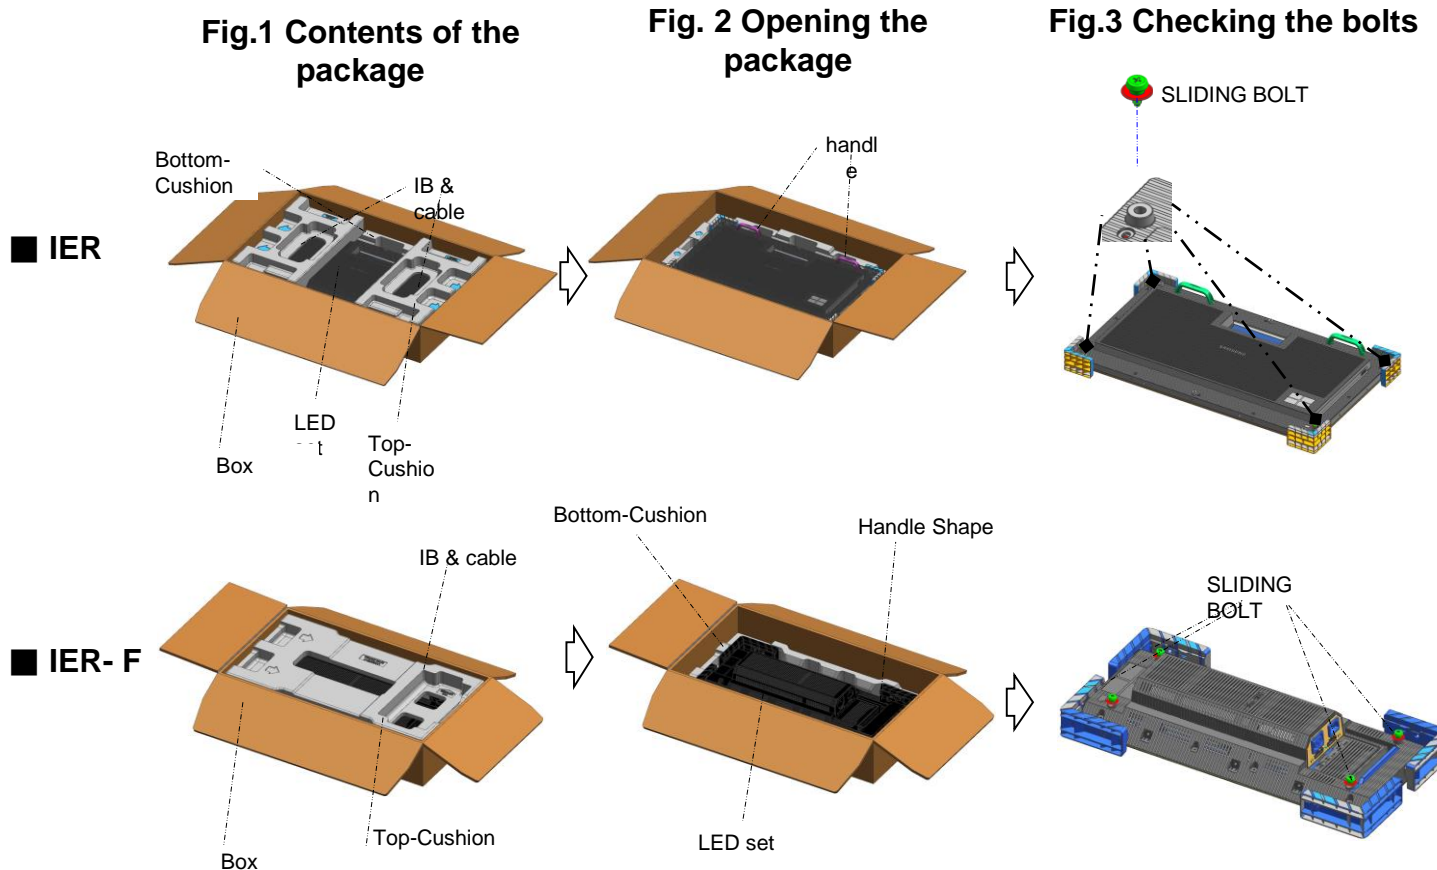 Fig.1 Contents of the
package
Fig. 2 Opening the
package
Fig.3 Checking the bolts
SLIDING BOLT
■ IER
Bottom-
Cushion
IB &
cable
handl
e
LED
Box
Top-
Cushio
n
■ IER- F
IB & cable
Bottom-Cushion
Handle Shape
SLIDING
BOLT
Box
Top-Cushion
LED set